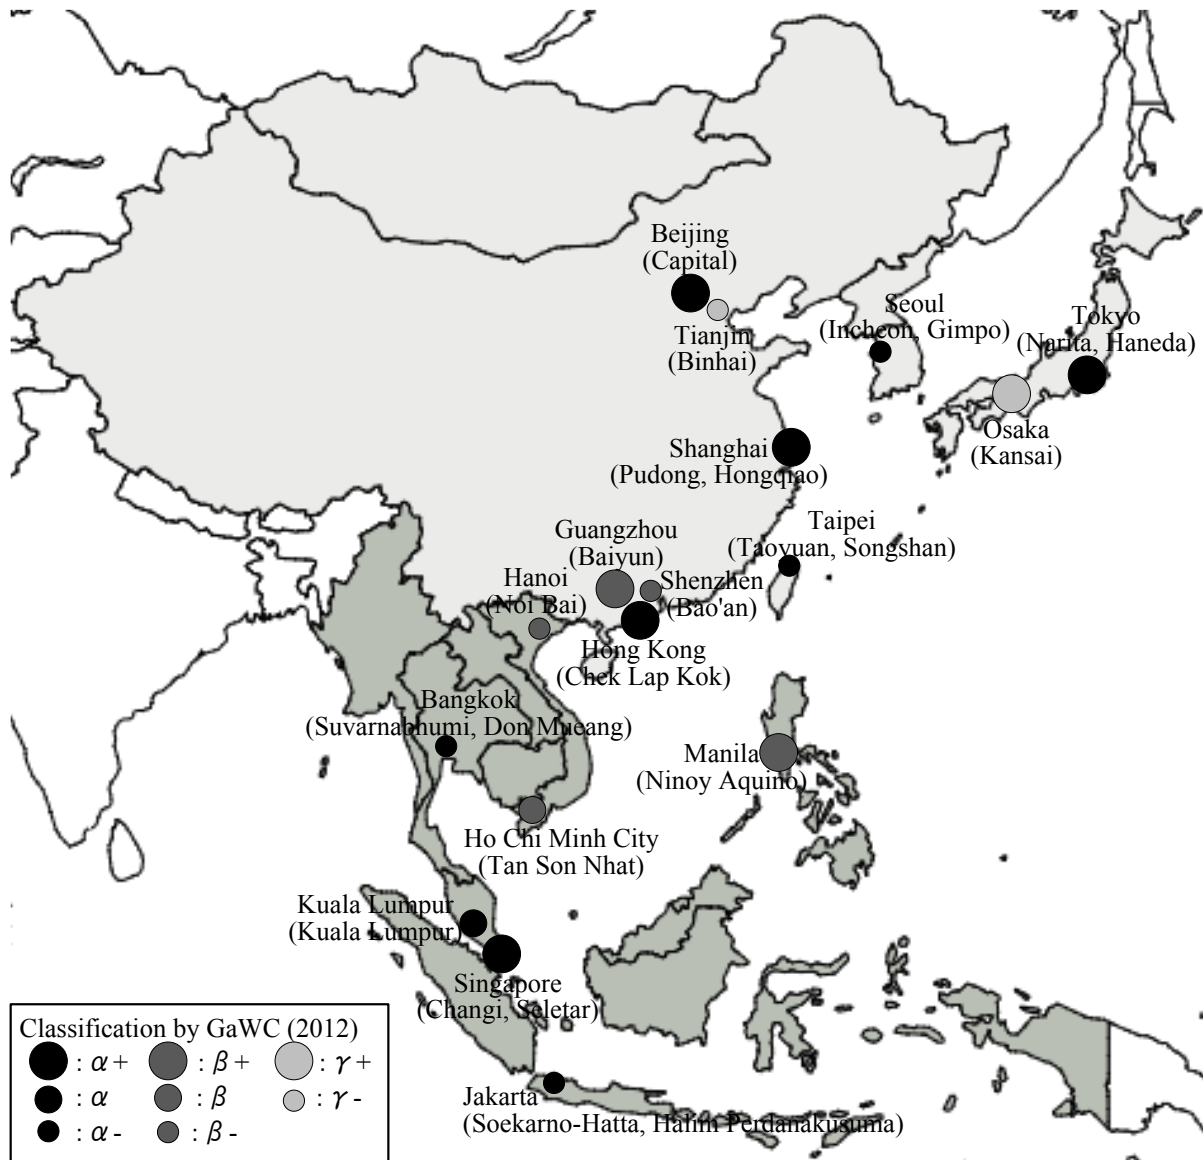 Beijing
(Capital)
Tianjin
(Binhai)
Seoul
(Incheon, Gimpo)
Tokyo
(Narita, Haneda)
Osaka
(Kansai)
Shanghai
(Pudong, Hongqiao)
Taipei
(Taoyuan, Songshan)
Guangzhou
(Baiyun)
Shenzhen
(Bao'an)
Hanoi
(Noi Bai)
Hong Kong
(Chek Lap Kok)
Bangkok
(Suvarnabhumi, Don Mueang)
Manila
(Ninoy Aquino)
Ho Chi Minh City
(Tan Son Nhat)
Kuala Lumpur
(Kuala Lumpur)
Singapore
(Changi, Seletar)
Jakarta
(Soekarno-Hatta, Halim Perdanakusuma)
Classification by GaWC (2012)
: α+ : β+ : γ+
: α : β : γ-
: α- : β-